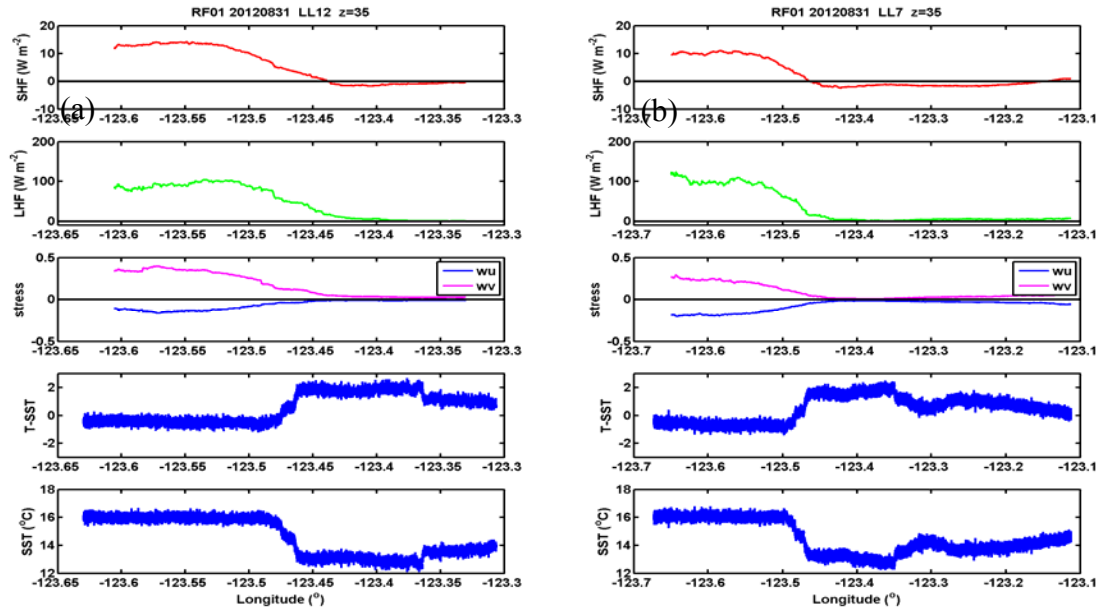 RF01 20120831 LL12 z=35
20
10
0
-10
SHF (W m⁻²)
(a)
-123.65 -123.6 -123.55 -123.5 -123.45 -123.4 -123.35 -123.3
200
100
0
LHF (W m⁻²)
-123.65 -123.6 -123.55 -123.5 -123.45 -123.4 -123.35 -123.3
0.5
0
-0.5
stress
wu
wv
-123.65 -123.6 -123.55 -123.5 -123.45 -123.4 -123.35 -123.3
2
0
-2
T-SST
-123.65 -123.6 -123.55 -123.5 -123.45 -123.4 -123.35 -123.3
18
16
14
12
SST (°C)
-123.65 -123.6 -123.55 -123.5 -123.45 -123.4 -123.35 -123.3
Longitude (°)
RF01 20120831 LL7 z=35
20
10
0
-10
SHF (W m⁻²)
(b)
-123.7 -123.6 -123.5 -123.4 -123.3 -123.2 -123.1
200
100
0
LHF (W m⁻²)
-123.7 -123.6 -123.5 -123.4 -123.3 -123.2 -123.1
0.5
0
-0.5
stress
wu
wv
-123.7 -123.6 -123.5 -123.4 -123.3 -123.2 -123.1
2
0
-2
T-SST
-123.7 -123.6 -123.5 -123.4 -123.3 -123.2 -123.1
18
16
14
12
SST (°C)
-123.7 -123.6 -123.5 -123.4 -123.3 -123.2 -123.1
Longitude (°)